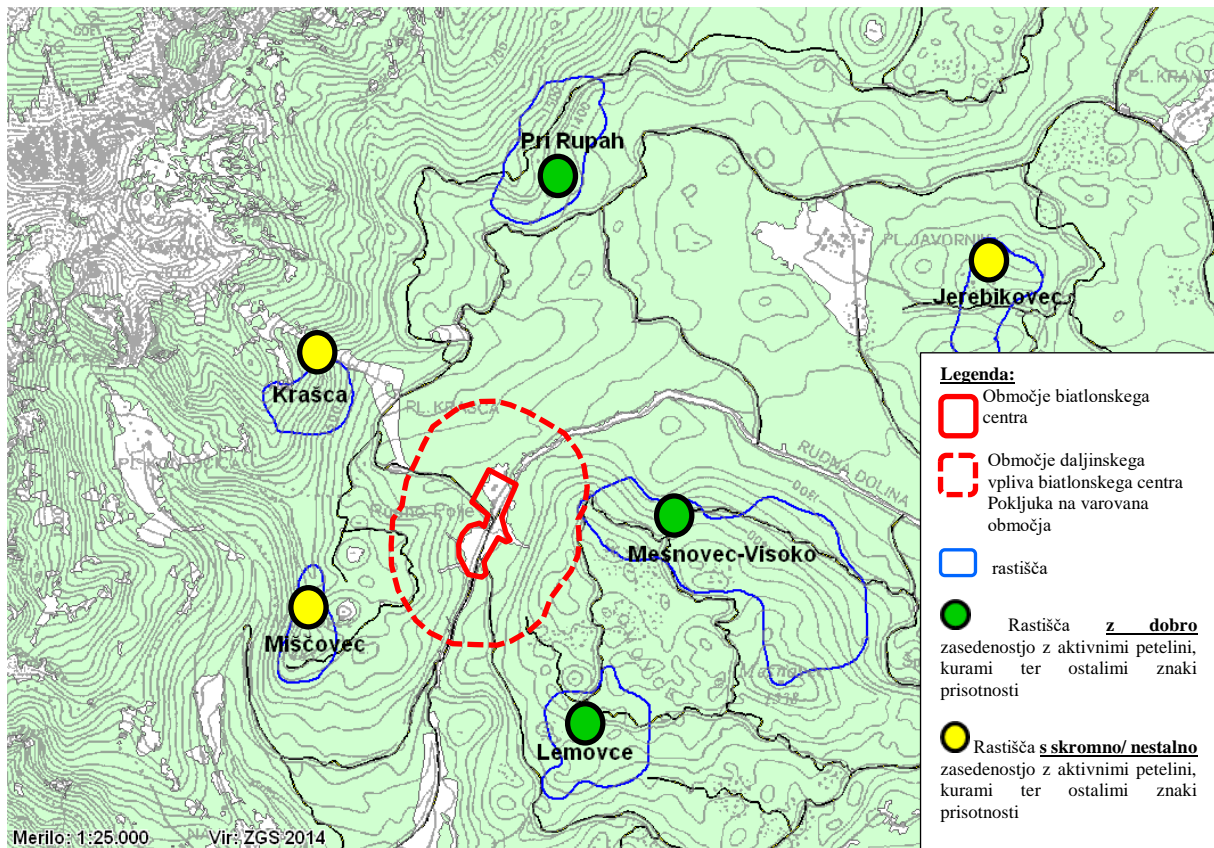 1700
Pri Rupah
PL. KRANJ
PL. JAVORNIK
Jerebikovec
Krašca
PL. KRAŠCA
RUDNA DOLINA
1300
Rudno Polje
Mešnovec-Visoko
Miščovec
Lemovce
Legenda:
Območje biatlonskega
centra
Območje daljinskega
vpliva biatlonskega centra
Pokljuka na varovana
območja
rastišča
Rastišča z dobro
zasedenostjo z aktivnimi petelini,
kurami ter ostalimi znaki
prisotnosti
Rastišča s skromno/ nestalno
zasedenostjo z aktivnimi petelini,
kurami ter ostalimi znaki
prisotnosti
Merilo: 1:25.000
Vir: ZGS 2014